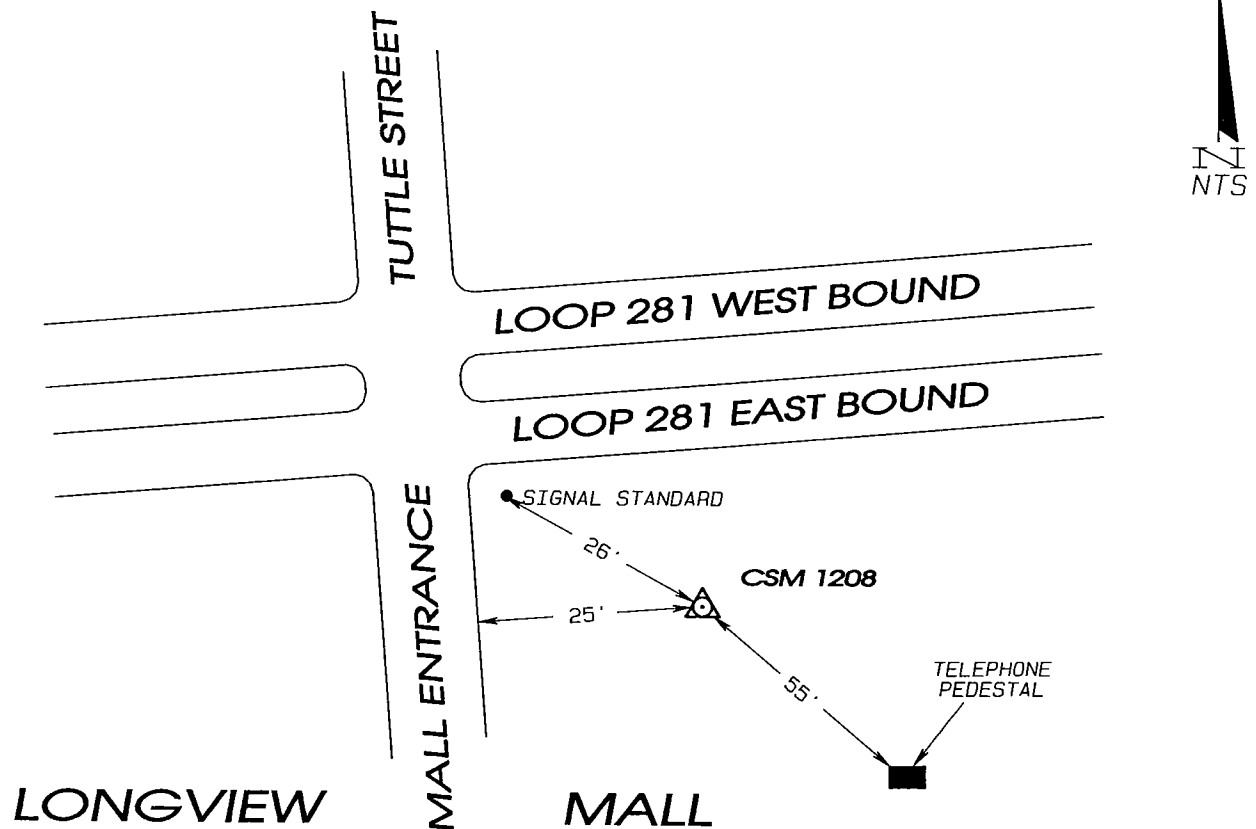 TUTTLE STREET
N
NTS
LOOP 281 WEST BOUND
LOOP 281 EAST BOUND
SIGNAL STANDARD
26'
CSM 1208
25'
MALL ENTRANCE
55'
TELEPHONE
PEDESTAL
LONGVIEW MALL